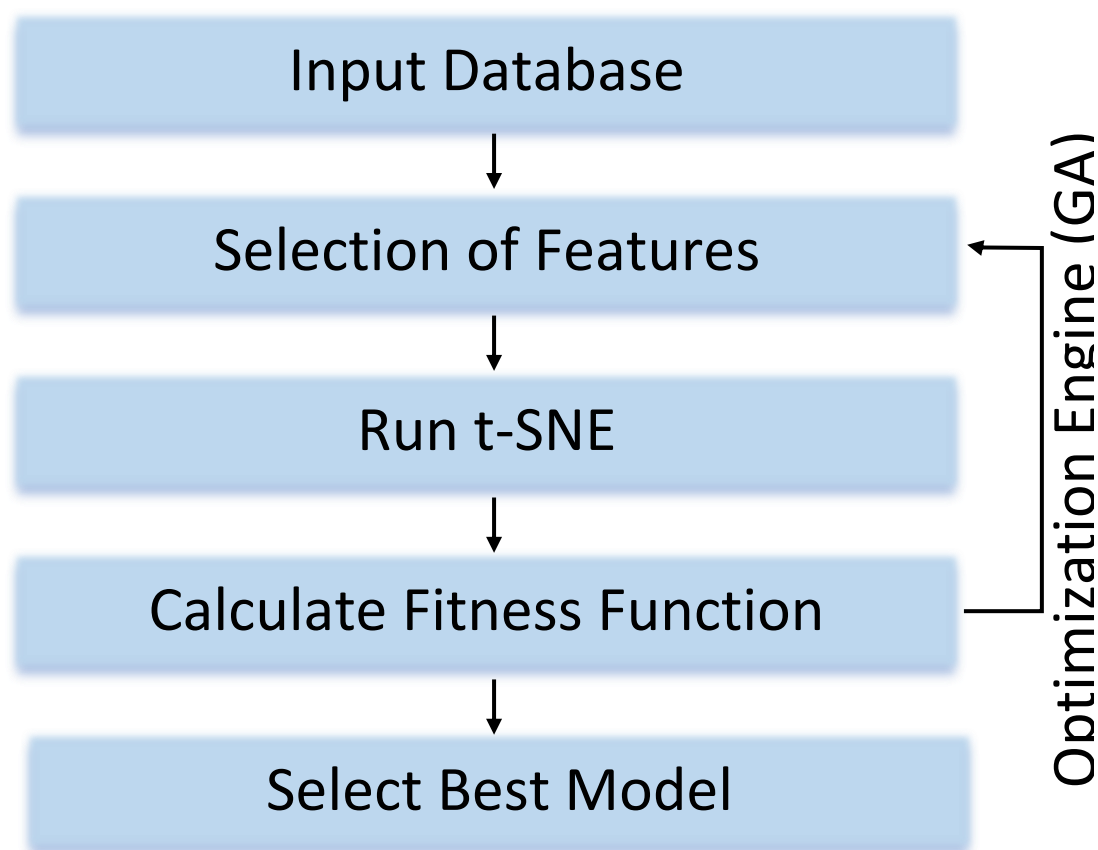 Input Database
Selection of Features
Run t-SNE
Calculate Fitness Function
Select Best Model
Optimization Engine (GA)